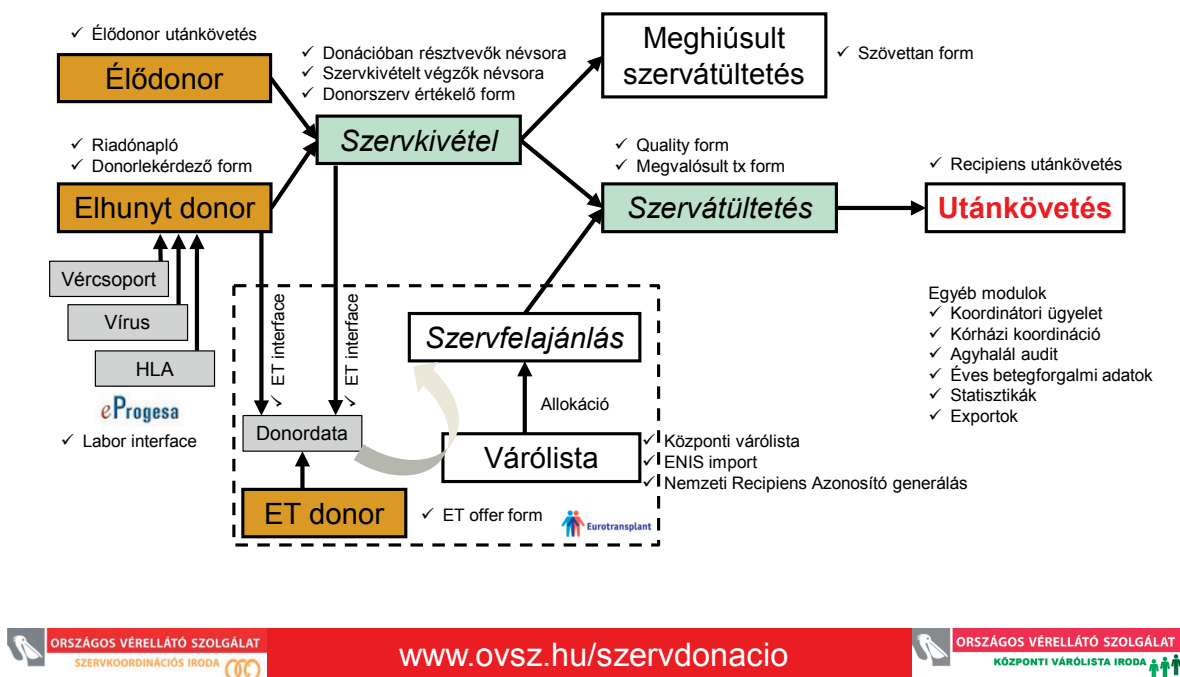 ✓ Élődonor utánkövetés
Élődonor
✓ Donációban résztvevők névsora
✓ Szervkivételt végzők névsora
✓ Donorszerv értékelő form
Meghiúsult
szervátültetés
✓ Szövettan form
✓ Riadónapló
✓ Donorlekérdező form
Szervkivétel
✓ Quality form
✓ Megvalósult tx form
✓ Recipiens utánkövetés
Elhunyt donor
Szervátültetés
Utánkövetés
Vércsoport
Vírus
HLA
eProgesa
✓ Labor interface
✓ ET interface
✓ ET interface
Szervfelajánlás
Allokáció
Donordata
Várólista
✓ Központi várólista
✓ ENIS import
✓ Nemzeti Recipiens Azonosító generálás
ET donor
✓ ET offer form
Eurotransplant
Egyéb modulok
✓ Koordinátori ügyelet
✓ Kórházi koordináció
✓ Agyhalál audit
✓ Éves betegforgalmi adatok
✓ Statisztikák
✓ Exportok
ORSZÁGOS VÉRELLÁTÓ SZOLGÁLAT
SZERVKOORDINÁCIÓS IRODA
www.ovsz.hu/szervdonacio
ORSZÁGOS VÉRELLÁTÓ SZOLGÁLAT
KÖZPONTI VÁRÓLISTA IRODA